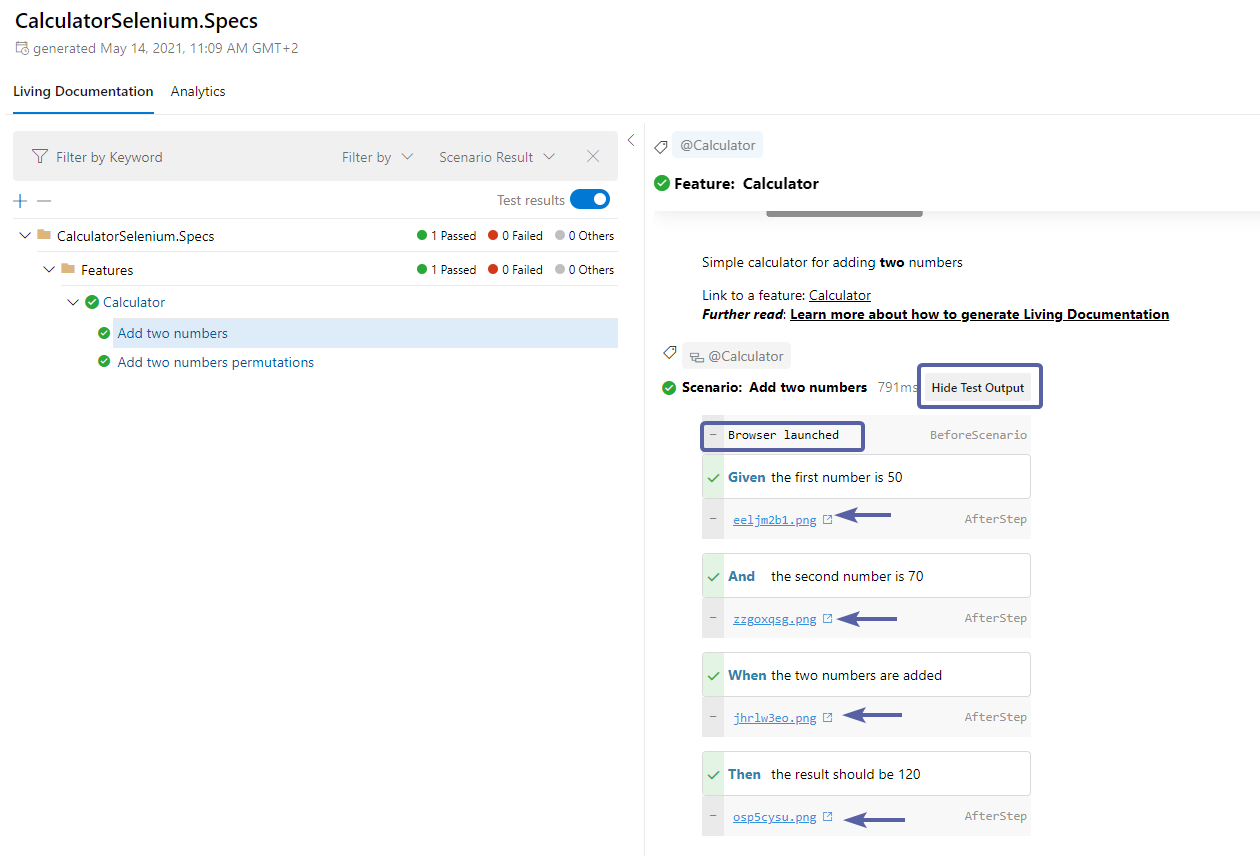 CalculatorSelenium.Specs
generated May 14, 2021, 11:09 AM GMT+2
Living Documentation Analytics
Filter by Keyword Filter by Scenario Result
Test results
CalculatorSelenium.Specs 1 Passed 0 Failed 0 Others
Features 1 Passed 0 Failed 0 Others
Calculator
Add two numbers
Add two numbers permutations
@Calculator
Feature: Calculator
Simple calculator for adding two numbers
Link to a feature: Calculator
Further read: Learn more about how to generate Living Documentation
@Calculator
Scenario: Add two numbers 791ms Hide Test Output
Browser launched BeforeScenario
Given the first number is 50
eeljm2b1.png AfterStep
And the second number is 70
zzgoxqsg.png AfterStep
When the two numbers are added
jhrlw3eo.png AfterStep
Then the result should be 120
osp5cysu.png AfterStep